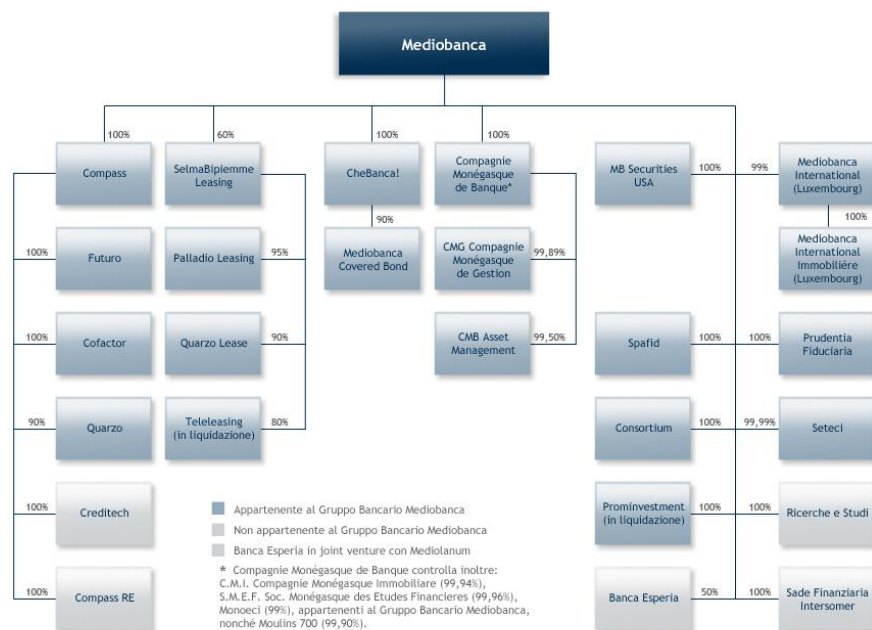 Mediobanca
100%
60%
100%
100%
Compass
SelmaBipiemme
Leasing
CheBanca!
Compagnie
Monégasque
de Banque*
MB Securities
USA
100%
99%
Mediobanca
International
(Luxembourg)
90%
100%
100%
Futuro
Palladio Leasing
95%
Mediobanca
Covered Bond
CMG Compagnie
Monégasque
de Gestion
99,89%
Mediobanca
International
Immobilière
(Luxembourg)
100%
Cofactor
Quarzo Lease
90%
CMB Asset
Management
99,50%
Spafid
100%
100%
Prudentia
Fiduciaria
90%
Quarzo
Teleleasing
(in liquidazione)
80%
Consortium
100%
99,99%
Seteci
100%
Creditech
Prominvestment
(in liquidazione)
100%
100%
Ricerche e Studi
100%
Compass RE
Banca Esperia
50%
100%
Sade Finanziaria
Intersomer
Appartenente al Gruppo Bancario Mediobanca
Non appartenente al Gruppo Bancario Mediobanca
Banca Esperia in joint venture con Mediolanum
* Compagnie Monégasque de Banque controlla inoltre:
C.M.I. Compagnie Monégasque Immobiliare (99,94%),
S.M.E.F. Soc. Monégasque des Etudes Financieres (99,96%),
Monoeci (99%), appartenenti al Gruppo Bancario Mediobanca,
nonché Moulins 700 (99,90%).